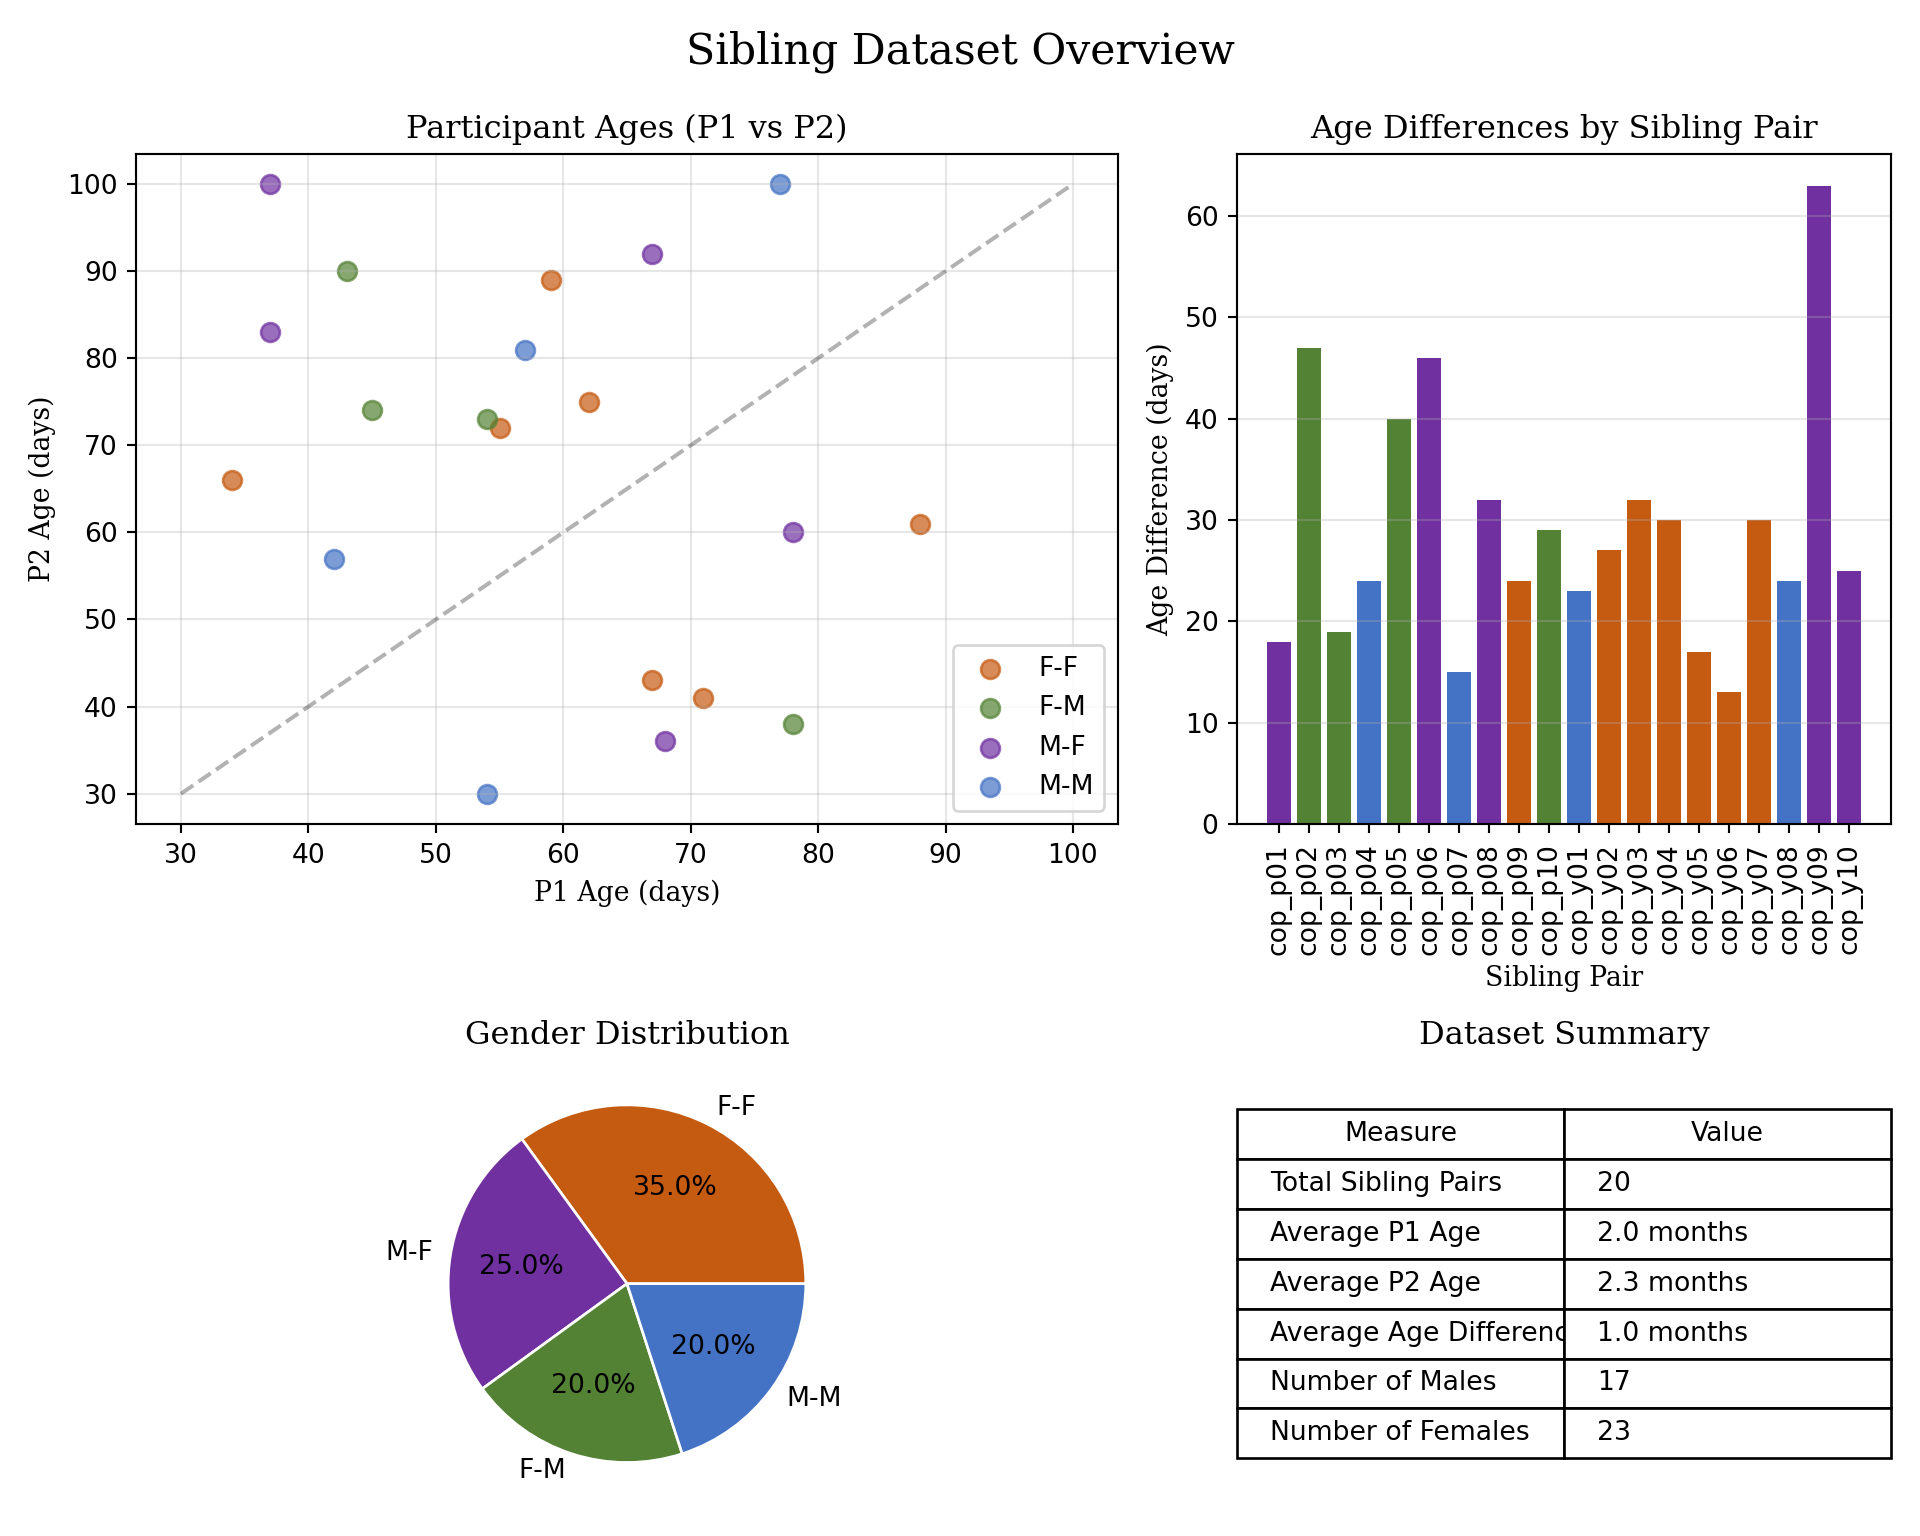 Sibling Dataset Overview
Participant Ages (P1 vs P2)
100
90
80
70
60
50
40
30
P2 Age (days)
30 40 50 60 70 80 90 100
P1 Age (days)
F-F
F-M
M-F
M-M
Age Differences by Sibling Pair
60
50
40
30
20
10
0
Age Difference (days)
cop_p01
cop_p02
cop_p03
cop_p04
cop_p05
cop_p06
cop_p07
cop_p08
cop_p09
cop_p10
cop_y01
cop_y02
cop_y03
cop_y04
cop_y05
cop_y06
cop_y07
cop_y08
cop_y09
cop_y10
Sibling Pair
Gender Distribution
F-F
35.0%
M-F
25.0%
20.0%
M-M
20.0%
F-M
Dataset Summary
Measure Value
Total Sibling Pairs 20
Average P1 Age 2.0 months
Average P2 Age 2.3 months
Average Age Differenc 1.0 months
Number of Males 17
Number of Females 23